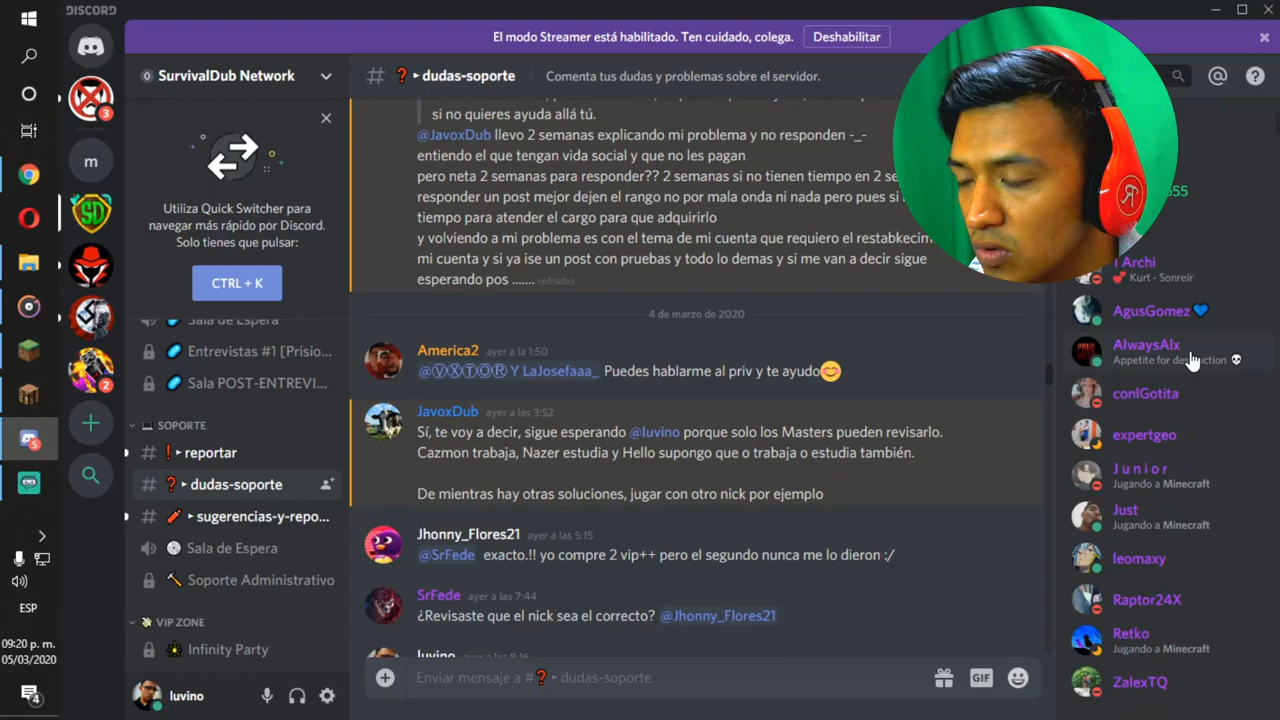 DISCORD
El modo Streamer está habilitado. Ten cuidado, colega.
Deshabilitar
SurvivalDub Network
# ❓▸dudas-soporte
Comenta tus dudas y problemas sobre el servidor.
3
m
2
5
Utiliza Quick Switcher para
navegar más rápido por Discord.
Solo tienes que pulsar:
CTRL + K
Sala de Espera
Entrevistas #1 [Prisio...
Sala POST-ENTREVI...
SOPORTE
▸reportar
▸dudas-soporte
▸sugerencias-y-repo...
Sala de Espera
Soporte Administrativo
VIP ZONE
Infinity Party
luvino
ESP
09:20 p. m.
05/03/2020
4
si no quieres ayuda allá tú.
@JavoxDub llevo 2 semanas explicando mi problema y no responden -_-
entiendo el que tengan vida social y que no les pagan
pero neta 2 semanas para responder?? 2 semanas si no tienen tiempo en 2 se
responder un post mejor dejen el rango no por mala onda ni nada pero pues si
tiempo para atender el cargo para que adquirirlo
y volviendo a mi problema es con el tema de mi cuenta que requiero el restabkecim
mi cuenta y si ya ise un post con pruebas y todo lo demas y si me van a decir sigue
esperando pos ....... (editado)
4 de marzo de 2020
America2 ayer a la 1:50
@ⓋⓍⓉⓄⓇ Y LaJosefaaa_ Puedes hablarme al priv y te ayudo😊
JavoxDub ayer a las 3:52
Sí, te voy a decir, sigue esperando @luvino porque solo los Masters pueden revisarlo.
Cazmon trabaja, Nazer estudia y Hello supongo que o trabaja o estudia también.
De mientras hay otras soluciones, jugar con otro nick por ejemplo
Jhonny_Flores21 ayer a las 5:15
@SrFede exacto.!! yo compre 2 vip++ pero el segundo nunca me lo dieron :/
SrFede ayer a las 7:44
¿Revisaste que el nick sea el correcto? @Jhonny_Flores21
luvino ayer a las 8:16
Enviar mensaje a #❓▸dudas-soporte
GIF
55
Archi
💕 Kurt - Sonreir
AgusGomez 💙
AlwaysAlx
Appetite for destruction 💀
conlGotita
expertgeo
J u n i o r
Jugando a Minecraft
Just
Jugando a Minecraft
leomaxy
Raptor24X
Retko
Jugando a Minecraft
ZalexTQ